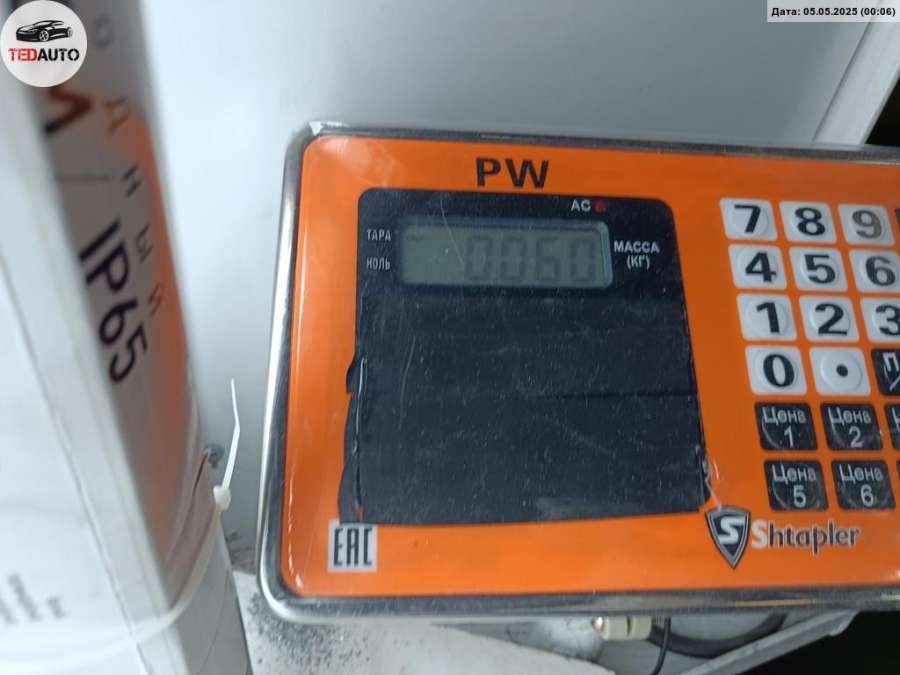 Дата: 05.05.2025 (00:06)
TEDAUTO
IP65
PW
AC
ТАРА
НОЛЬ
0.060
МАССА
(КГ)
7 8 9
4 5 6
1 2 3
0 •
Цена 1
Цена 2
Цена 5
Цена 6
EAC
S Shtapler